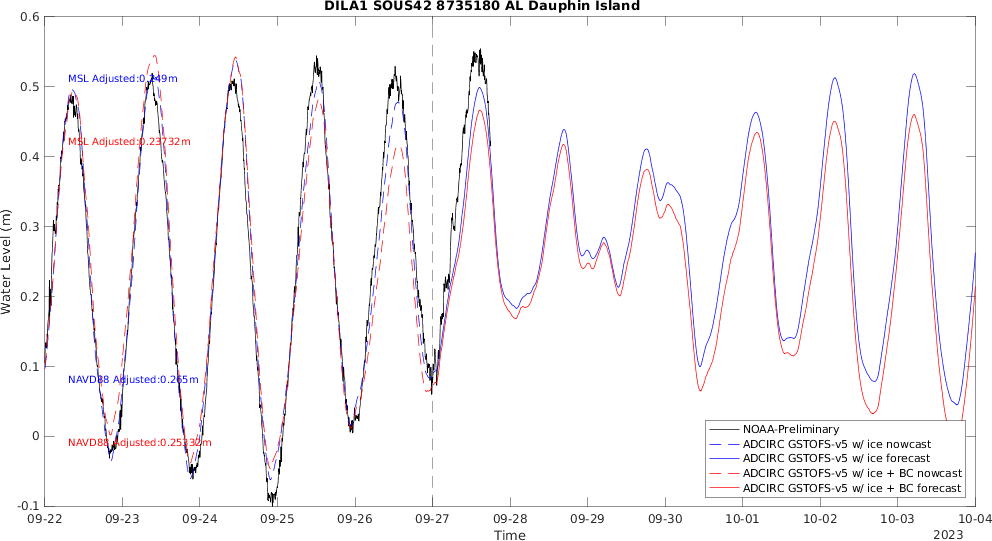 DILA1 SOUS42 8735180 AL Dauphin Island
0.6
0.5
0.4
0.3
0.2
0.1
0
-0.1
Water Level (m)
MSL Adjusted:0.249m
MSL Adjusted:0.23732m
NAVD88 Adjusted:0.265m
NAVD88 Adjusted:0.25332m
NOAA-Preliminary
ADCIRC GSTOFS-v5 w/ ice nowcast
ADCIRC GSTOFS-v5 w/ ice forecast
ADCIRC GSTOFS-v5 w/ ice + BC nowcast
ADCIRC GSTOFS-v5 w/ ice + BC forecast
09-22 09-23 09-24 09-25 09-26 09-27 09-28 09-29 09-30 10-01 10-02 10-03 10-04
Time
2023